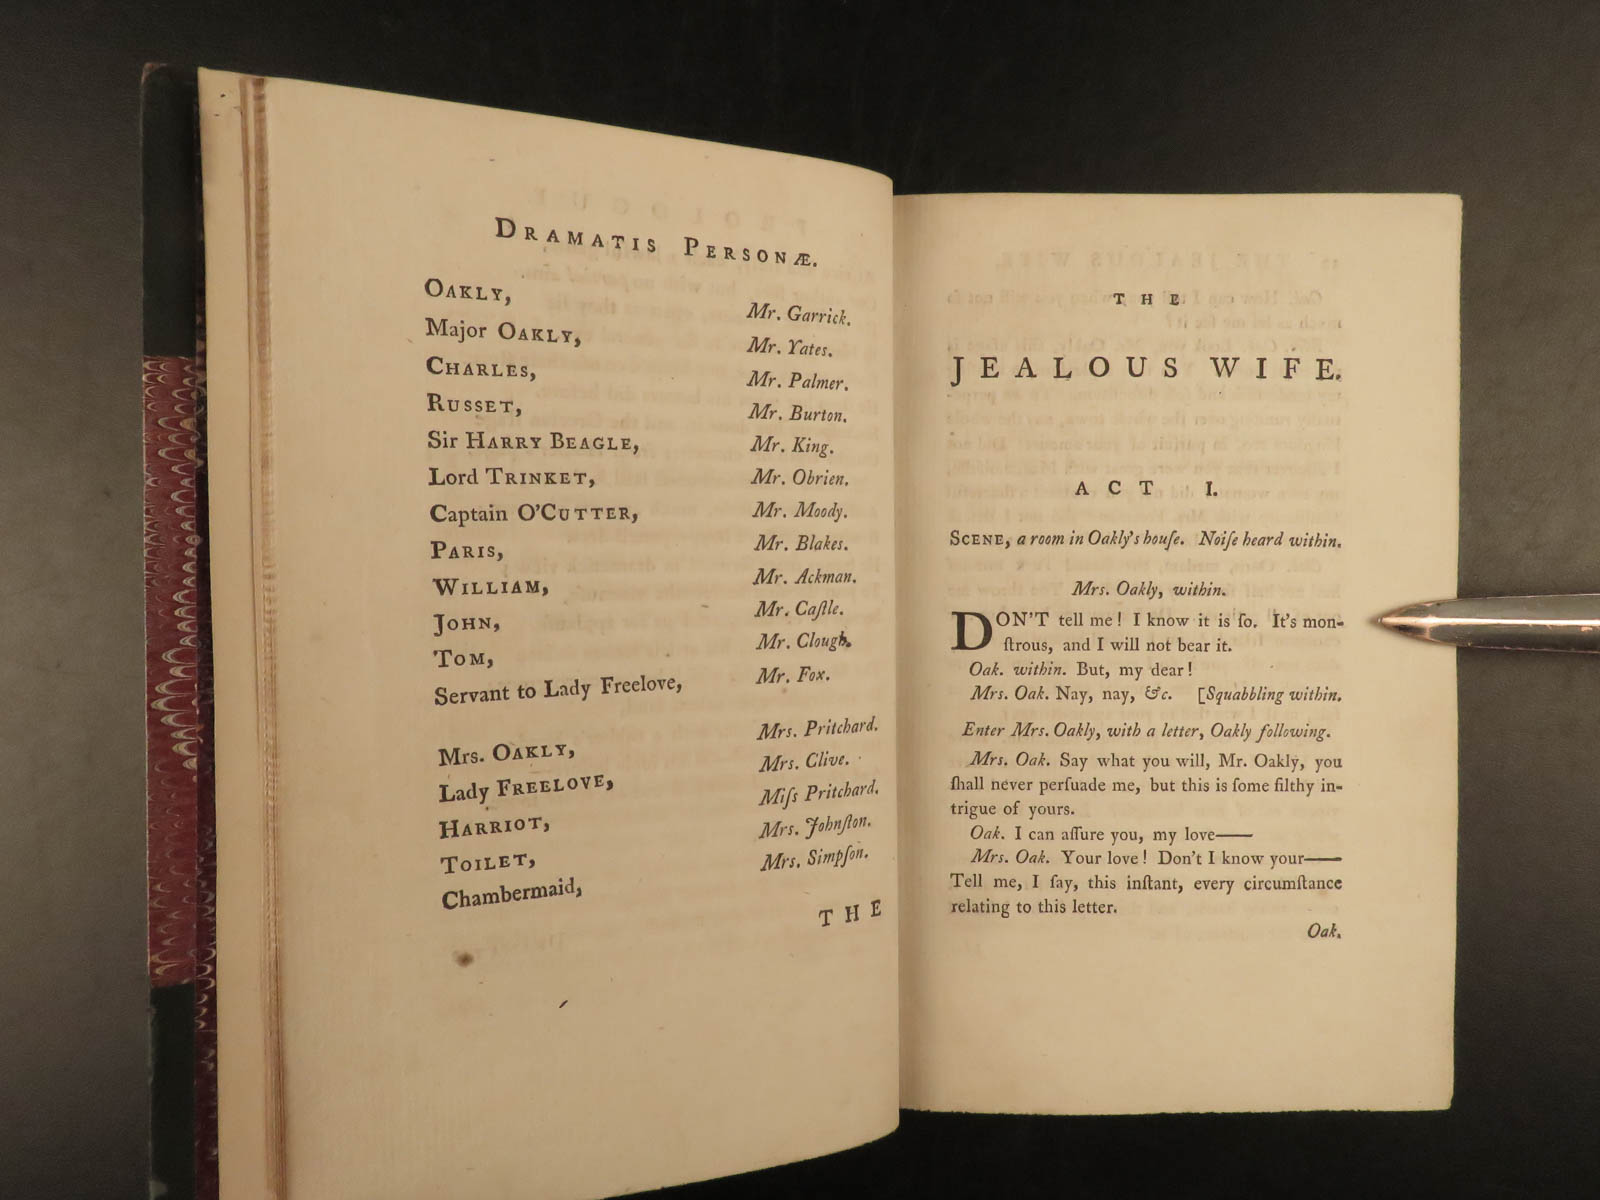 DRAMATIS PERSONÆ.
OAKLY, Mr. Garrick.
Major OAKLY, Mr. Yates.
CHARLES, Mr. Palmer.
RUSSET, Mr. Burton.
Sir HARRY BEAGLE, Mr. King.
Lord TRINKET, Mr. Obrien.
Captain O'CUTTER, Mr. Moody.
PARIS, Mr. Blakes.
WILLIAM, Mr. Ackman.
JOHN, Mr. Caſtle.
TOM, Mr. Clough.
Servant to Lady Freelove, Mr. Fox.
Mrs. OAKLY, Mrs. Pritchard.
Lady FREELOVE, Mrs. Clive.
HARRIOT, Miſs Pritchard.
TOILET, Mrs. Johnſton.
Chambermaid, Mrs. Simpſon.
THE
THE
JEALOUS WIFE.
ACT I.
SCENE, a room in Oakly's houſe. Noiſe heard within.
Mrs. Oakly, within.
DON'T tell me! I know it is ſo. It's mon-
ſtrous, and I will not bear it.
Oak. within. But, my dear!
Mrs. Oak. Nay, nay, &c. [Squabbling within.
Enter Mrs. Oakly, with a letter, Oakly following.
Mrs. Oak. Say what you will, Mr. Oakly, you
ſhall never perſuade me, but this is ſome filthy in-
trigue of yours.
Oak. I can aſſure you, my love——
Mrs. Oak. Your love! Don't I know your——
Tell me, I ſay, this inſtant, every circumſtance
relating to this letter.
Oak.